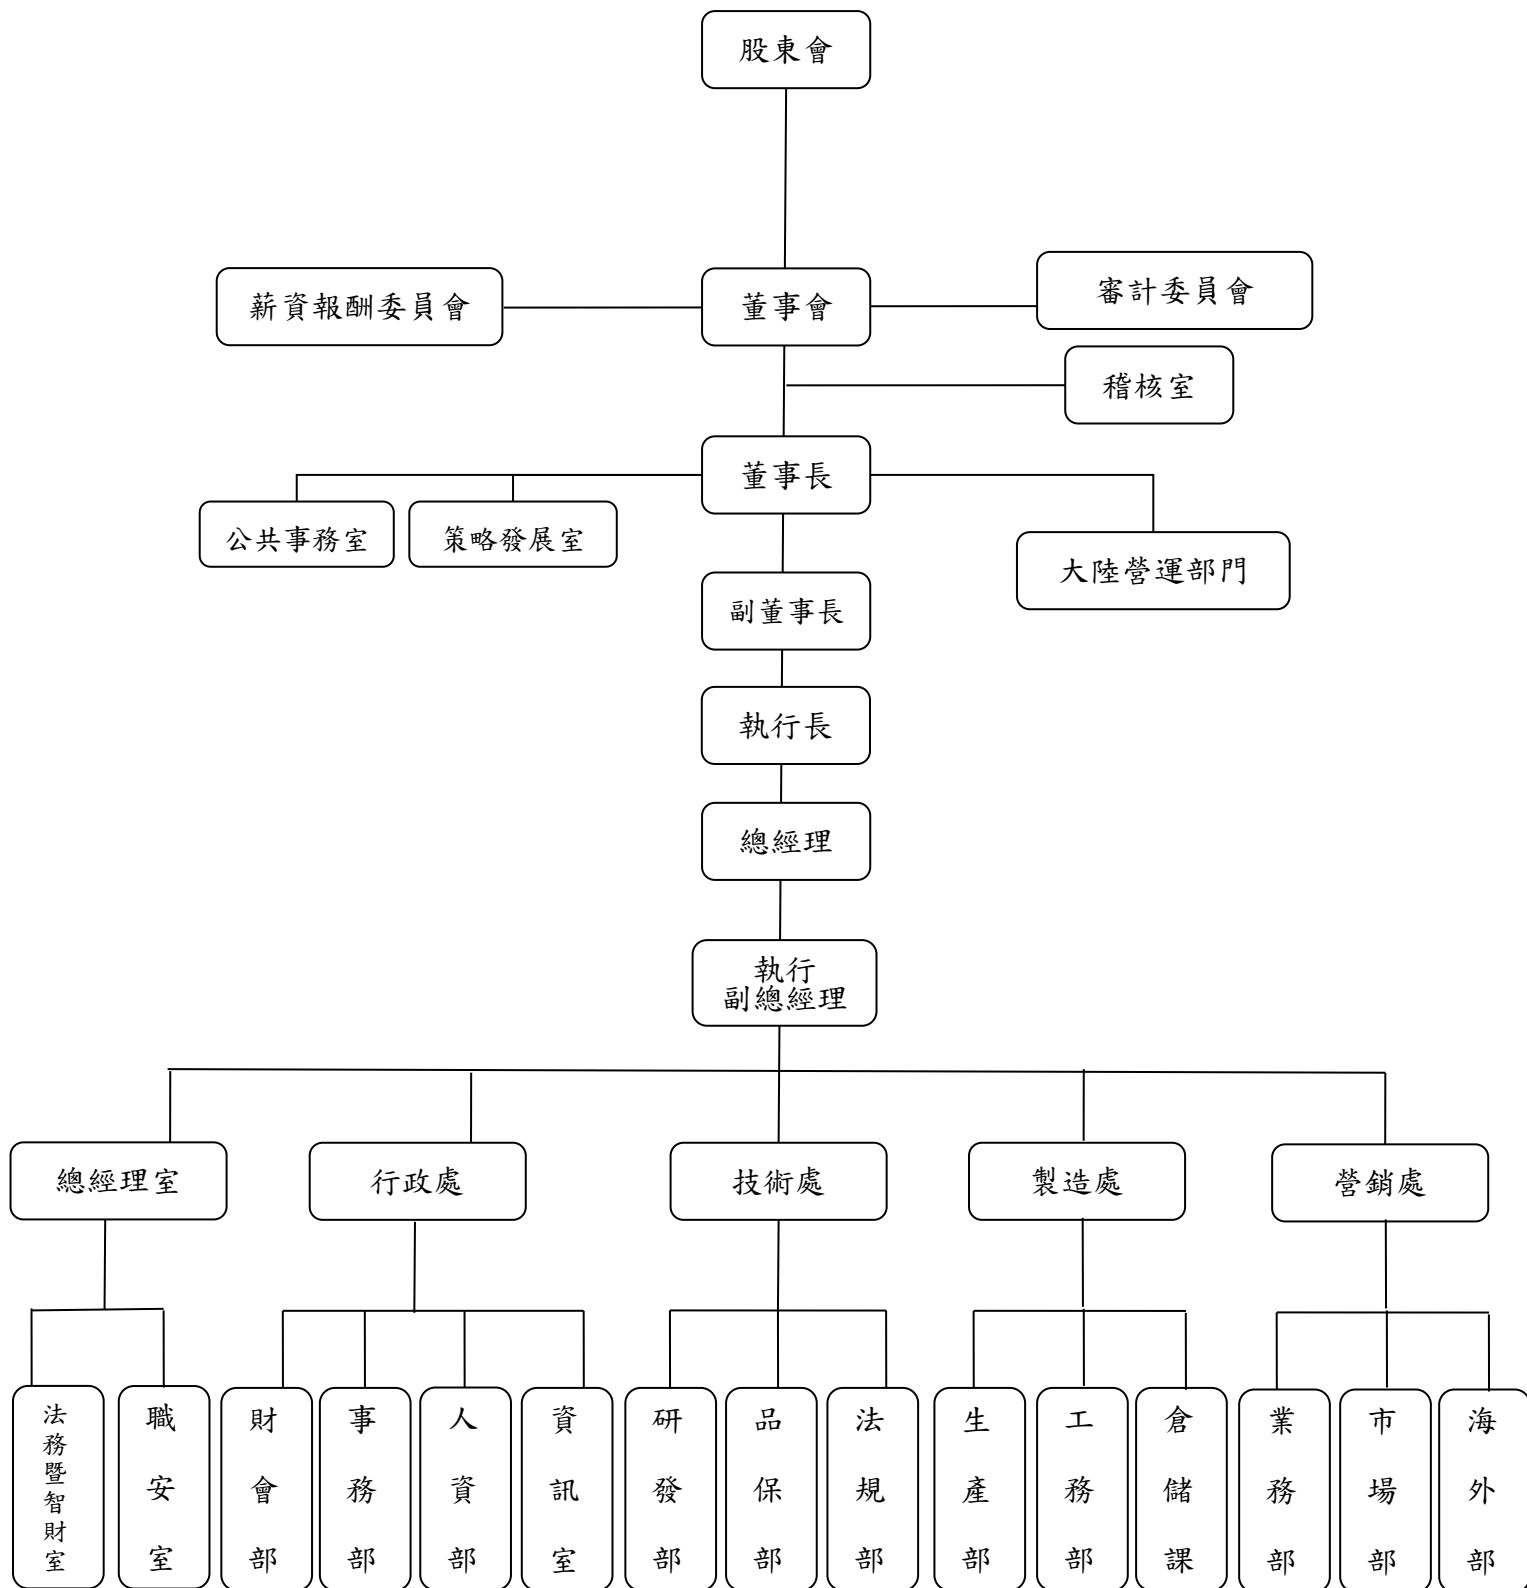 股東會
薪資報酬委員會
董事會
審計委員會
稽核室
董事長
公共事務室
策略發展室
大陸營運部門
副董事長
執行長
總經理
執行
副總經理
總經理室
行政處
技術處
製造處
營銷處
法務暨智財室
職安室
財會部
事務部
人資部
資訊室
研發部
品保部
法規部
生產部
工務部
倉儲課
業務部
市場部
海外部